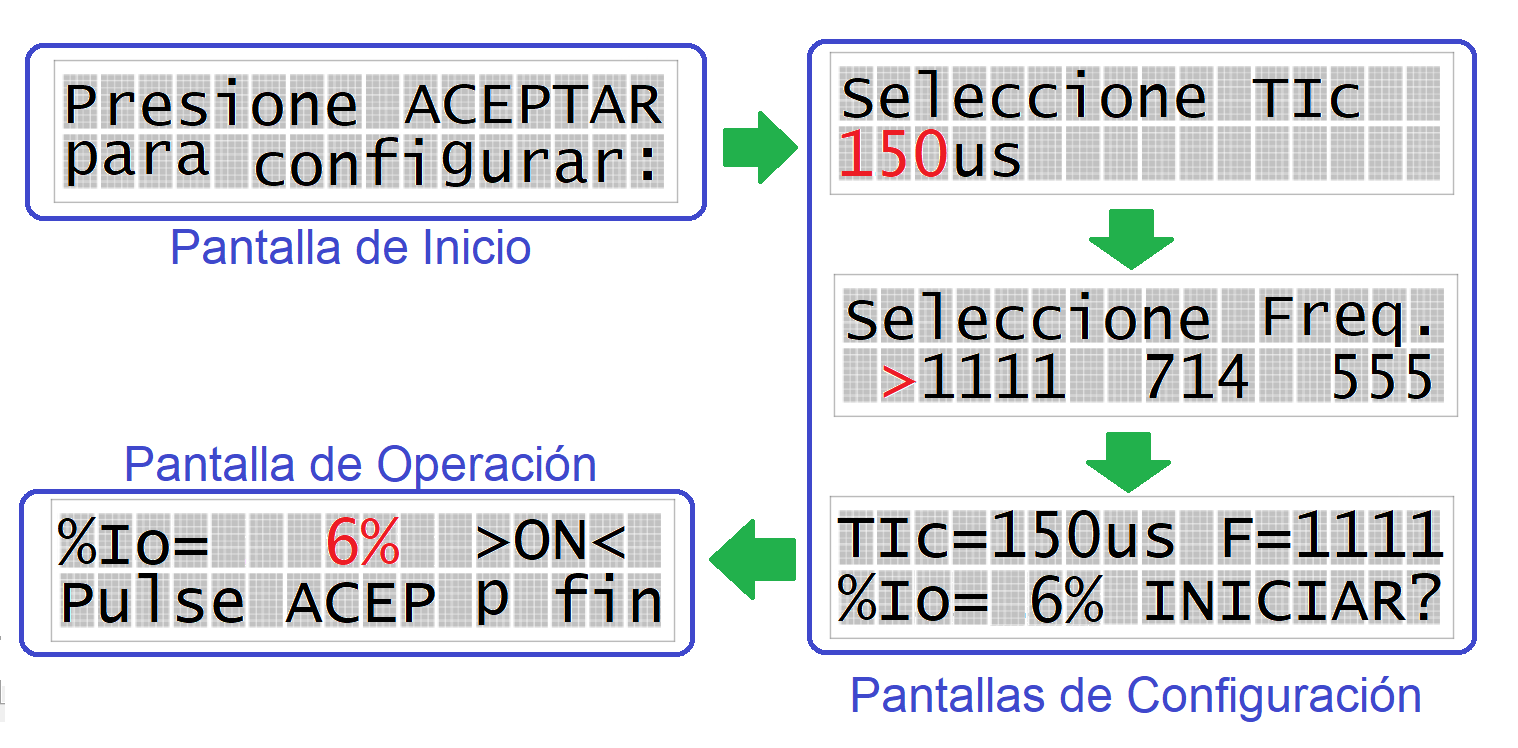 Presione ACEPTAR
para configurar:
Pantalla de Inicio
Seleccione TIc
150us
Seleccione Freq.
>1111 714 555
TIc=150us F=1111
%Io= 6% INICIAR?
Pantallas de Configuración
Pantalla de Operación
%Io= 6% >ON<
Pulse ACEP p fin